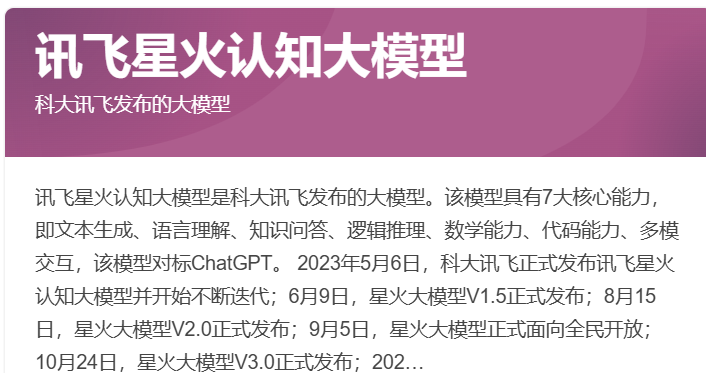 讯飞星火认知大模型
科大讯飞发布的大模型
讯飞星火认知大模型是科大讯飞发布的大模型。该模型具有7大核心能力，
即文本生成、语言理解、知识问答、逻辑推理、数学能力、代码能力、多模
交互，该模型对标ChatGPT。 2023年5月6日，科大讯飞正式发布讯飞星火
认知大模型并开始不断迭代；6月9日，星火大模型V1.5正式发布；8月15
日，星火大模型V2.0正式发布；9月5日，星火大模型正式面向全民开放；
10月24日，星火大模型V3.0正式发布；202…